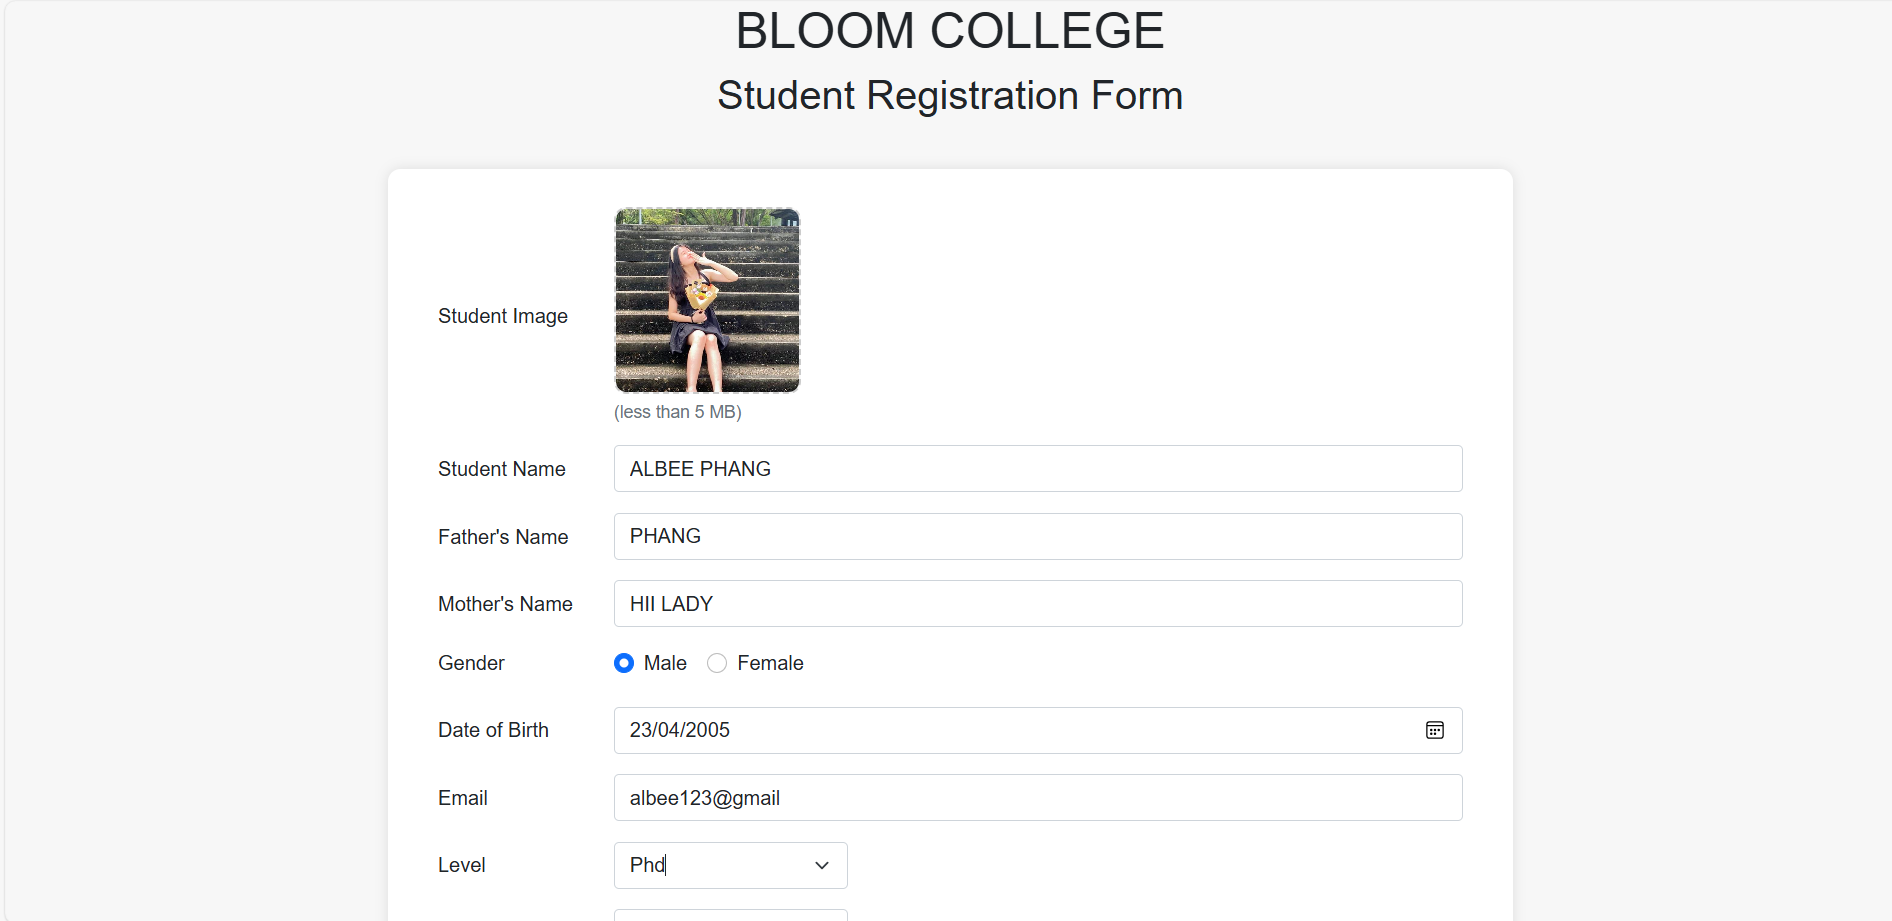 BLOOM COLLEGE
Student Registration Form
Student Image
(less than 5 MB)
Student Name ALBEE PHANG
Father's Name PHANG
Mother's Name HII LADY
Gender Male Female
Date of Birth 23/04/2005
Email albee123@gmail
Level Phd